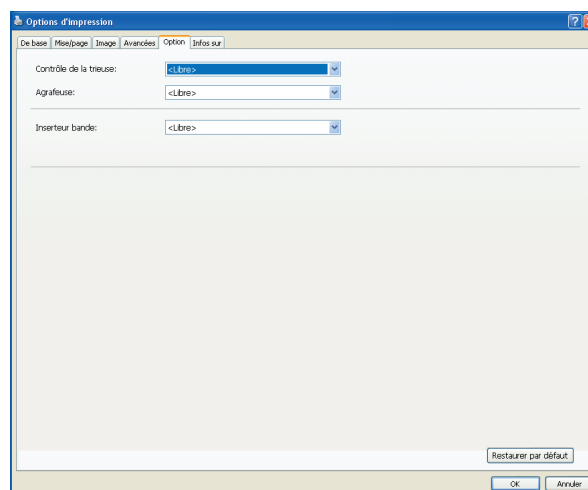 Options d'impression
De base Mise/page Image Avancées Option Infos sur
Contrôle de la trieuse: <Libre>
Agrafeuse: <Libre>
Inserteur bande: <Libre>
Restaurer par défaut
OK Annuler